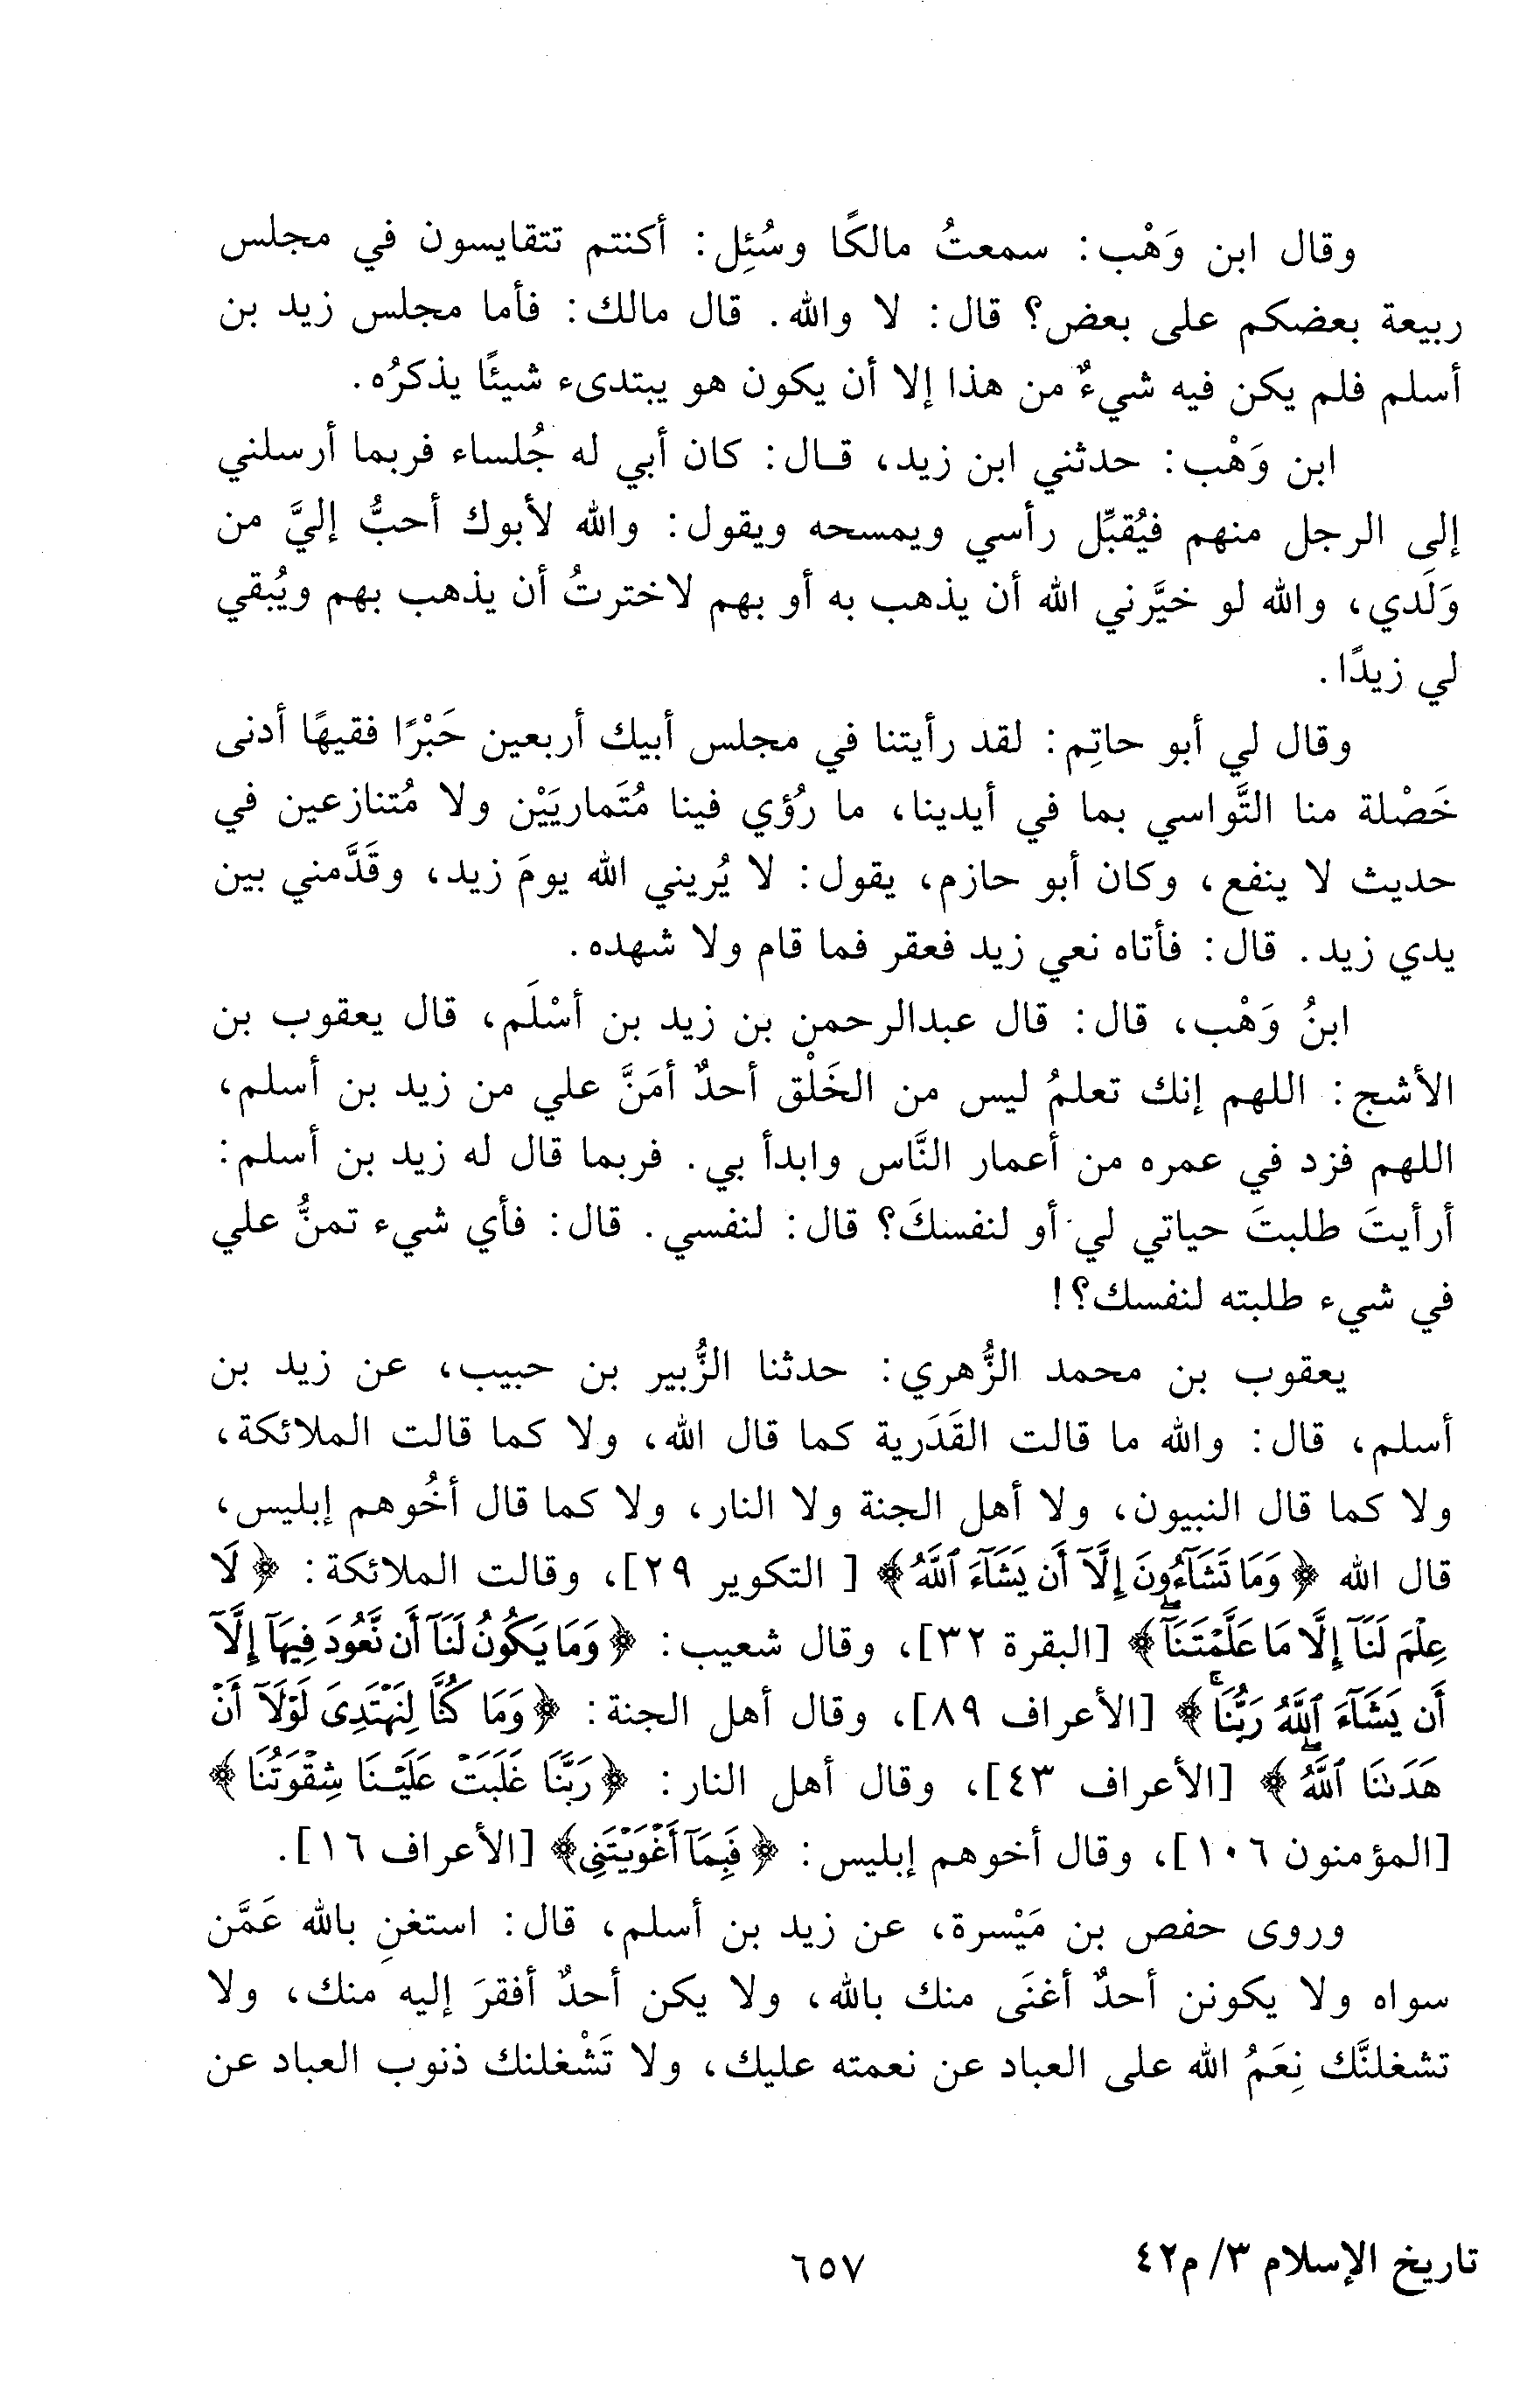 وقال ابن وَهْب: سمعتُ مالكًا وسُئِل: أكنتم تتقايسون في مجلس
ربيعة بعضكم على بعض؟ قال: لا والله. قال مالك: فأما مجلس زيد بن
أسلم فلم يكن فيه شيءٌ من هذا إلا أن يكون هو يبتدىء شيئًا يذكرُه.
ابن وَهْب: حدثني ابن زيد، قال: كان أبي له جُلساء فربما أرسلني
إلى الرجل منهم فيُقبِّل رأسي ويمسحه ويقول: والله لأبوك أحبُّ إليَّ من
وَلَدي، والله لو خيَّرني الله أن يذهب به أو بهم لاخترتُ أن يذهب بهم ويُبقي
لي زيدًا.
وقال لي أبو حاتِم: لقد رأيتنا في مجلس أبيك أربعين حَبْرًا فقيهًا أدنى
خَصْلة منا التَّواسي بما في أيدينا، ما رُؤي فينا مُتَماريَيْن ولا مُتنازعين في
حديث لا ينفع، وكان أبو حازم، يقول: لا يُريني الله يومَ زيد، وقَدَّمني بين
يدي زيد. قال: فأتاه نعي زيد فعقر فما قام ولا شهده.
ابنُ وَهْب، قال: قال عبدالرحمن بن زيد بن أسْلَم، قال يعقوب بن
الأشج: اللهم إنك تعلمُ ليس من الخَلْق أحدٌ أمَنَّ علي من زيد بن أسلم،
اللهم فزد في عمره من أعمار النَّاس وابدأ بي. فربما قال له زيد بن أسلم:
أرأيتَ طلبتَ حياتي لي أو لنفسكَ؟ قال: لنفسي. قال: فأي شيء تمنُّ علي
في شيء طلبته لنفسك؟!
يعقوب بن محمد الزُّهري: حدثنا الزُّبير بن حبيب، عن زيد بن
أسلم، قال: والله ما قالت القَدَرية كما قال الله، ولا كما قالت الملائكة،
ولا كما قال النبيون، ولا أهل الجنة ولا النار، ولا كما قال أخُوهم إبليس،
قال الله ﴿وَمَا تَشَآءُونَ إِلَّآ أَن يَشَآءَ ٱللَّهُ﴾ [ التكوير ٢٩]، وقالت الملائكة: ﴿لَا
عِلْمَ لَنَآ إِلَّا مَا عَلَّمْتَنَآ﴾ [البقرة ٣٢]، وقال شعيب: ﴿وَمَا يَكُونُ لَنَآ أَن نَّعُودَ فِيهَآ إِلَّآ
أَن يَشَآءَ ٱللَّهُ رَبُّنَا﴾ [الأعراف ٨٩]، وقال أهل الجنة: ﴿وَمَا كُنَّا لِنَهْتَدِىَ لَوْلَآ أَنْ
هَدَىٰنَا ٱللَّهُ﴾ [الأعراف ٤٣]، وقال أهل النار: ﴿رَبَّنَا غَلَبَتْ عَلَيْنَا شِقْوَتُنَا﴾
[المؤمنون ١٠٦]، وقال أخوهم إبليس: ﴿فَبِمَآ أَغْوَيْتَنِى﴾ [الأعراف ١٦].
وروى حفص بن مَيْسرة، عن زيد بن أسلم، قال: استغنِ بالله عَمَّن
سواه ولا يكونن أحدٌ أغنَى منك بالله، ولا يكن أحدٌ أفقرَ إليه منك، ولا
تشغلنَّك نِعَمُ الله على العباد عن نعمته عليك، ولا تَشْغلنك ذنوب العباد عن
تاريخ الإسلام ٣/ م٤٢
٦٥٧